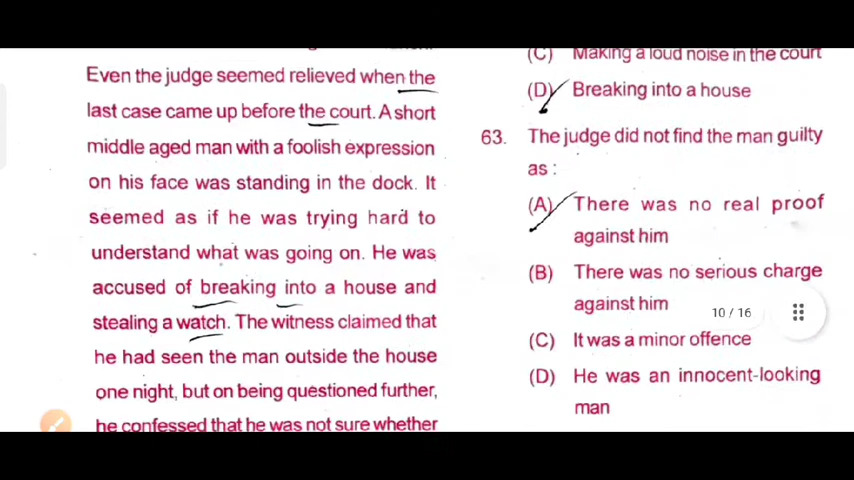 Even the judge seemed relieved when the
last case came up before the court. A short
middle aged man with a foolish expression
on his face was standing in the dock. It
seemed as if he was trying hard to
understand what was going on. He was
accused of breaking into a house and
stealing a watch. The witness claimed that
he had seen the man outside the house
one night, but on being questioned further,
he confessed that he was not sure whether
(C) Making a loud noise in the court
(D) Breaking into a house
63. The judge did not find the man guilty
as :
(A) There was no real proof
against him
(B) There was no serious charge
against him
(C) It was a minor offence
(D) He was an innocent-looking
man
10 / 16